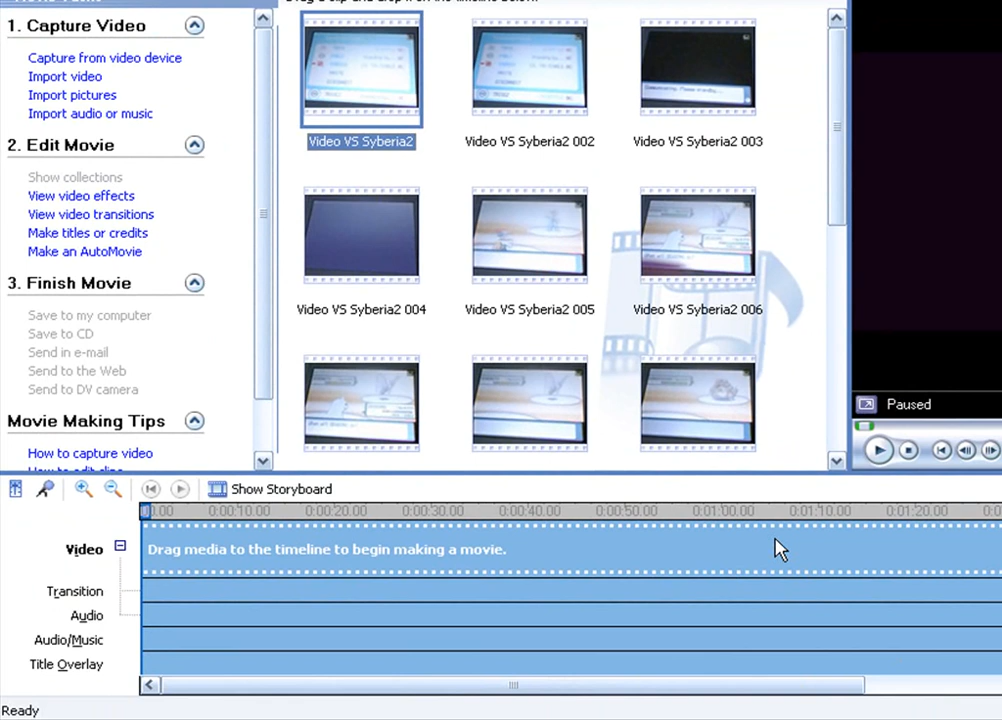 1. Capture Video
Capture from video device
Import video
Import pictures
Import audio or music
2. Edit Movie
Show collections
View video effects
View video transitions
Make titles or credits
Make an AutoMovie
3. Finish Movie
Save to my computer
Save to CD
Send in e-mail
Send to the Web
Send to DV camera
Movie Making Tips
How to capture video
How to edit clips
Video VS Syberia2
Video VS Syberia2 002
Video VS Syberia2 003
Video VS Syberia2 004
Video VS Syberia2 005
Video VS Syberia2 006
Paused
Show Storyboard
0:00:10.00 0:00:20.00 0:00:30.00 0:00:40.00 0:00:50.00 0:01:00.00 0:01:10.00 0:01:20.00
Video
Drag media to the timeline to begin making a movie.
Transition
Audio
Audio/Music
Title Overlay
Ready